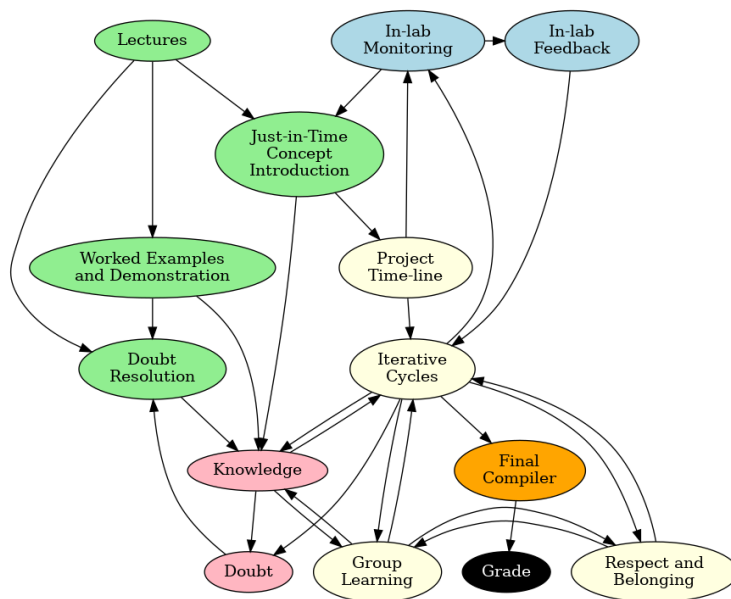 Lectures
In-lab
Monitoring
In-lab
Feedback
Just-in-Time
Concept
Introduction
Worked Examples
and Demonstration
Project
Time-line
Doubt
Resolution
Iterative
Cycles
Knowledge
Final
Compiler
Doubt
Group
Learning
Grade
Respect and
Belonging